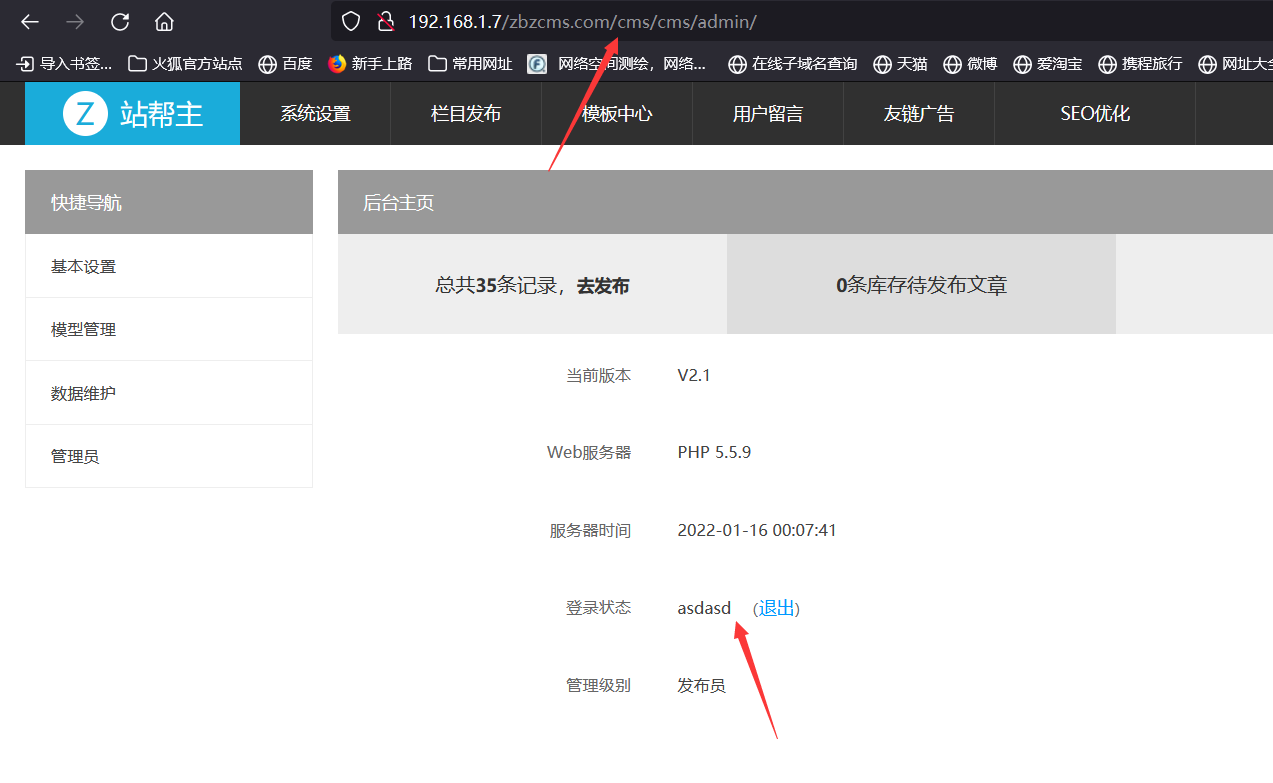 192.168.1.7/zbzcms.com/cms/cms/admin/
导入书签... 火狐官方站点 百度 新手上路 常用网址 网络空间测绘，网络... 在线子域名查询 天猫 微博 爱淘宝 携程旅行 网址大全
Z 站帮主 系统设置 栏目发布 模板中心 用户留言 友链广告 SEO优化
快捷导航 后台主页
基本设置
总共35条记录，去发布 0条库存待发布文章
模型管理
当前版本 V2.1
数据维护
管理员 Web服务器 PHP 5.5.9
服务器时间 2022-01-16 00:07:41
登录状态 asdasd (退出)
管理级别 发布员